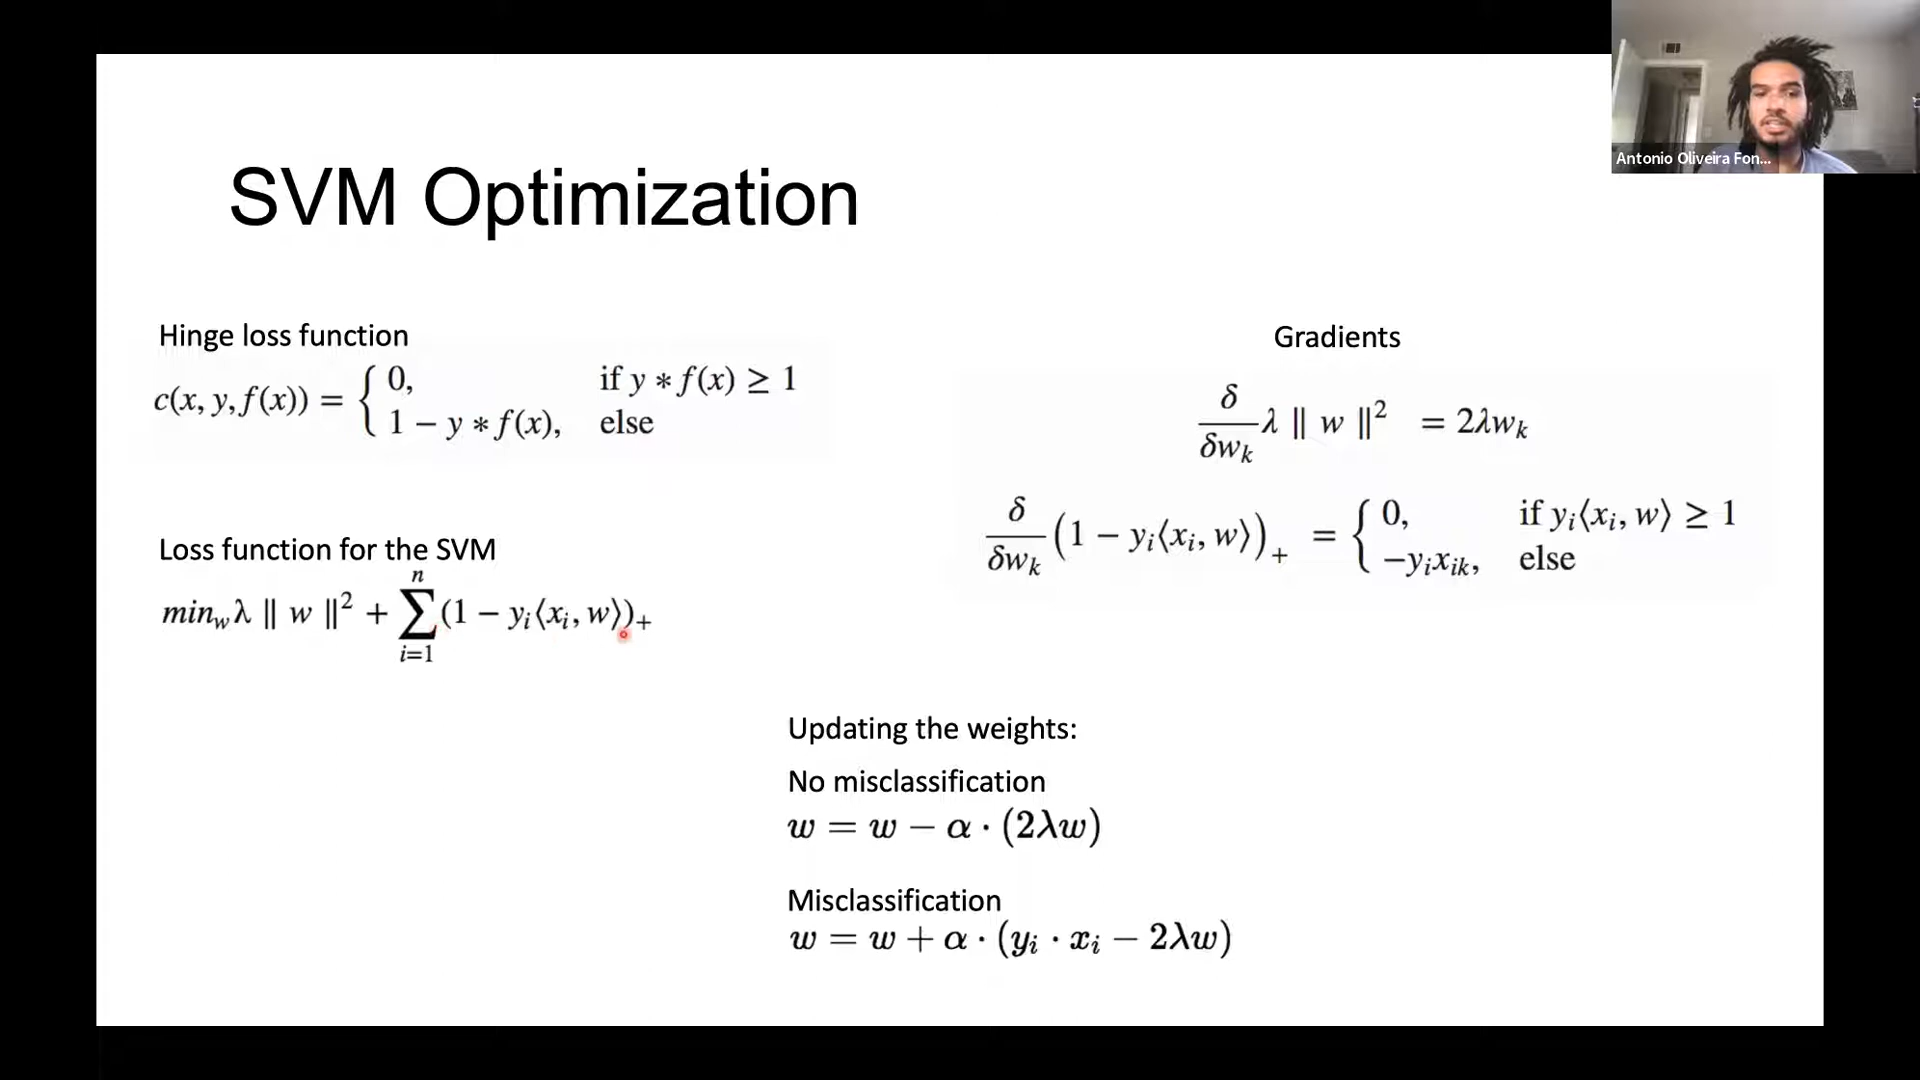 Antonio Oliveira Fon...
SVM Optimization
Hinge loss function
c(x, y, f(x)) = { 0, if y ∗ f(x) ≥ 1
1 − y ∗ f(x), else
Loss function for the SVM
min_w λ ‖ w ‖² + ∑_{i=1}^{n} (1 − y_i⟨x_i, w⟩)_+
Gradients
δ/δw_k λ ‖ w ‖² = 2λw_k
δ/δw_k (1 − y_i⟨x_i, w⟩)_+ = { 0, if y_i⟨x_i, w⟩ ≥ 1
−y_i x_{ik}, else
Updating the weights:
No misclassification
w = w − α · (2λw)
Misclassification
w = w + α · (y_i · x_i − 2λw)